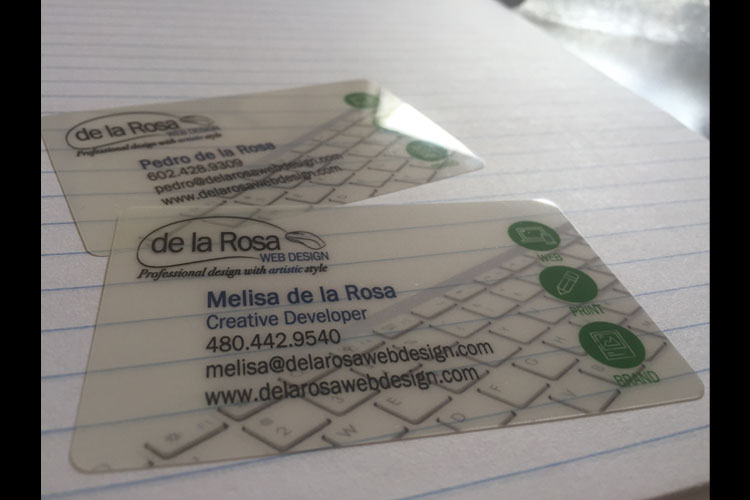 de la Rosa
WEB DESIGN
Professional design with artistic style
Pedro de la Rosa
602.428.9309
pedro@delarosawebdesign.com
www.delarosawebdesign.com
de la Rosa
WEB DESIGN
Professional design with artistic style
Melisa de la Rosa
Creative Developer
480.442.9540
melisa@delarosawebdesign.com
www.delarosawebdesign.com
WEB
PRINT
BRAND
2
W
E
D
F
G